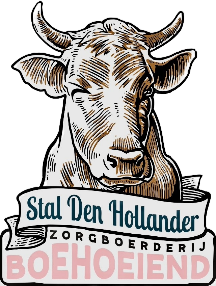 Stal Den Hollander
ZORGBOERDERIJ
BOEHOEIEND